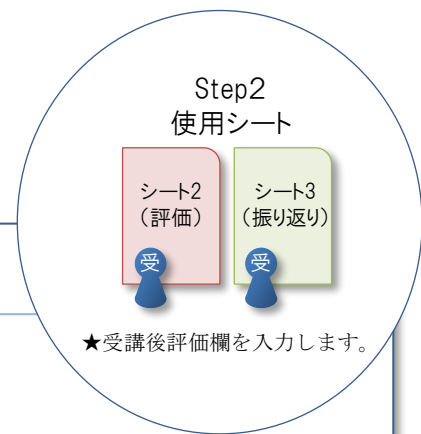 Step2
使用シート
シート2
（評価）
シート3
（振り返り）
受
受
★受講後評価欄を入力します。